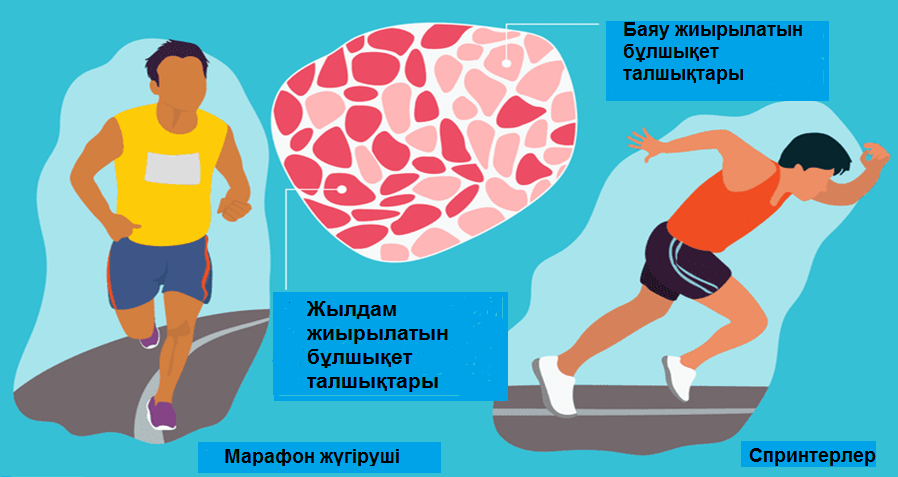 Баяу жиырылатын
бұлшықет
талшықтары
Жылдам
жиырылатын
бұлшықет
талшықтары
Марафон жүгіруші
Спринтерлер